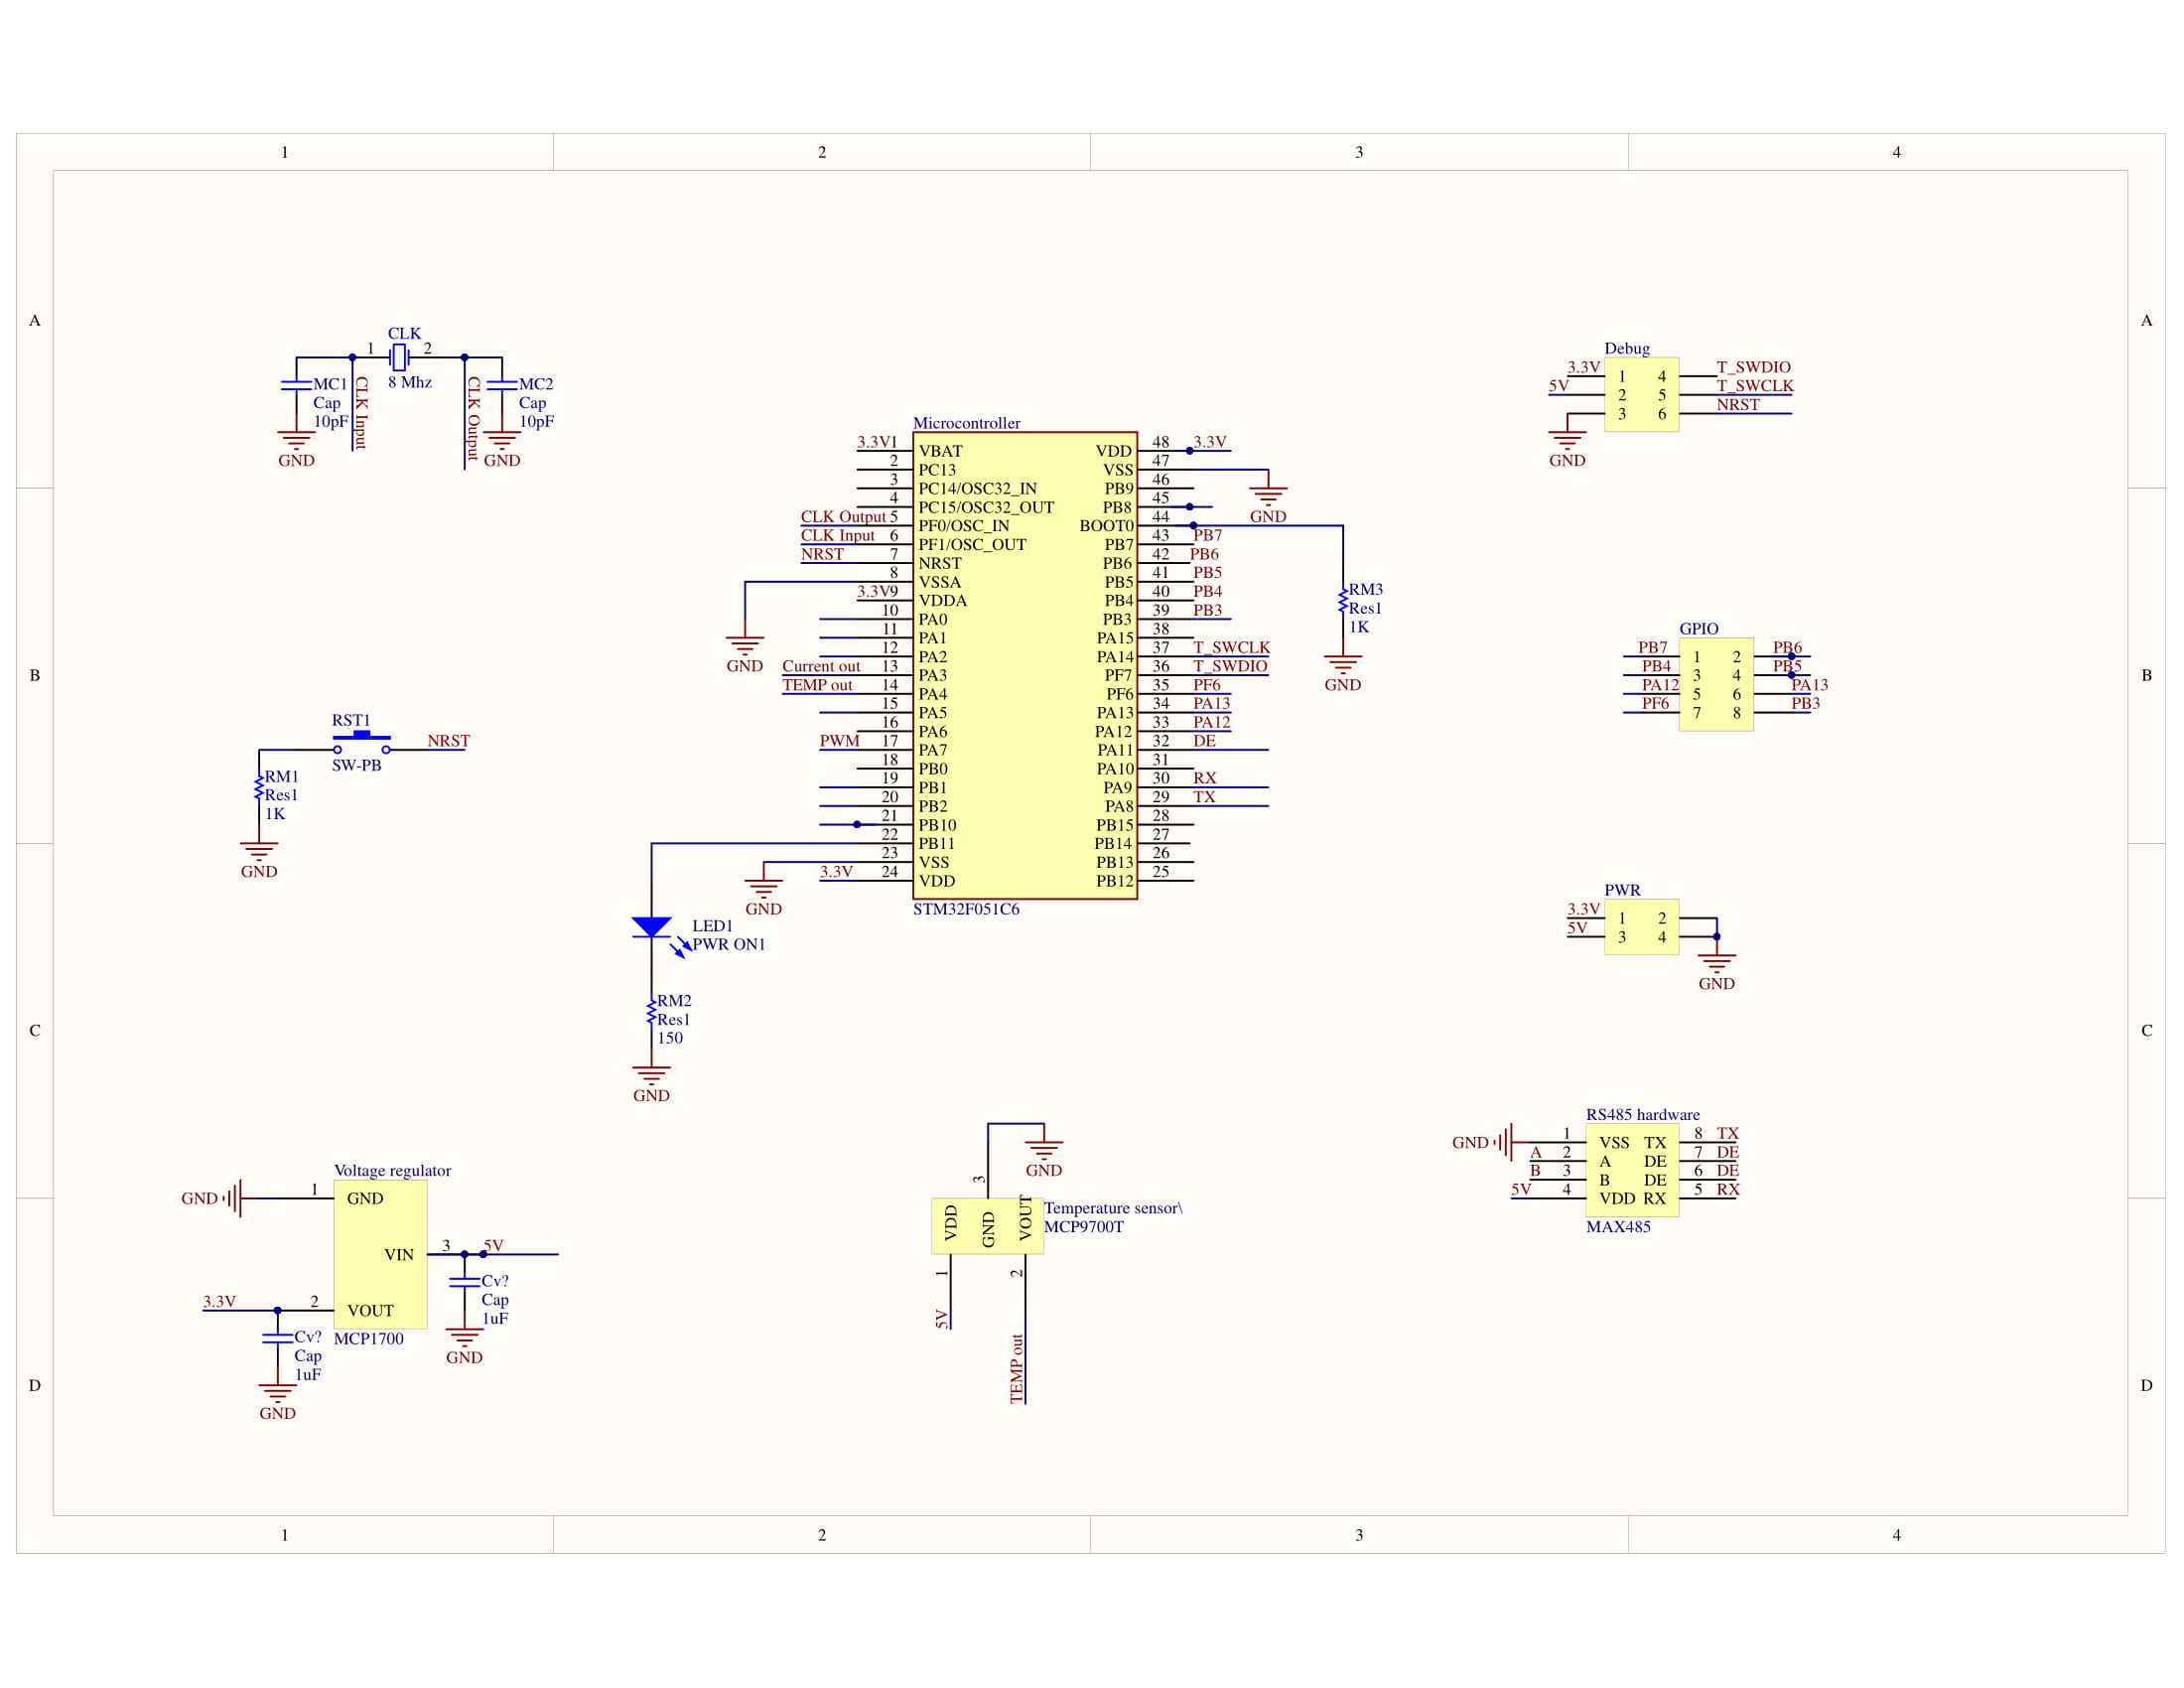 1 2 3 4
A A
B B
C C
D D
CLK
1 2
8 Mhz
MC1
Cap
10pF
CLK Input
CLK Output
MC2
Cap
10pF
GND
GND
RST1
NRST
SW-PB
RM1
Res1
1K
GND
Voltage regulator
GND
1 GND
VIN 3 5V
3.3V 2 VOUT
MCP1700
Cv?
Cap
1uF
GND
Cv?
Cap
1uF
GND
Microcontroller
3.3V 1 VBAT
2 PC13
3 PC14/OSC32_IN
4 PC15/OSC32_OUT
CLK Output 5 PF0/OSC_IN
CLK Input 6 PF1/OSC_OUT
NRST 7 NRST
8 VSSA
3.3V 9 VDDA
10 PA0
11 PA1
12 PA2
Current out 13 PA3
TEMP out 14 PA4
15 PA5
16 PA6
PWM 17 PA7
18 PB0
19 PB1
20 PB2
21 PB10
22 PB11
23 VSS
3.3V 24 VDD
VDD 48 3.3V
VSS 47
PB9 46
PB8 45
BOOT0 44
PB7 43 PB7
PB6 42 PB6
PB5 41 PB5
PB4 40 PB4
PB3 39 PB3
PA15 38
PA14 37 T_SWCLK
PF7 36 T_SWDIO
PF6 35 PF6
PA13 34 PA13
PA12 33 PA12
PA11 32 DE
PA10 31
PA9 30 RX
PA8 29 TX
PB15 28
PB14 27
PB13 26
PB12 25
STM32F051C6
GND
GND
GND
RM3
Res1
1K
GND
LED1
PWR ON1
RM2
Res1
150
GND
GND
3
VDD GND VOUT
Temperature sensor\
MCP9700T
1 2
5V
TEMP out
Debug
3.3V 1 4 T_SWDIO
5V 2 5 T_SWCLK
3 6 NRST
GND
GPIO
PB7 1 2 PB6
PB4 3 4 PB5
PA12 5 6 PA13
PF6 7 8 PB3
PWR
3.3V 1 2
5V 3 4
GND
RS485 hardware
GND 1 VSS TX 8 TX
A 2 A DE 7 DE
B 3 B DE 6 DE
5V 4 VDD RX 5 RX
MAX485
1 2 3 4